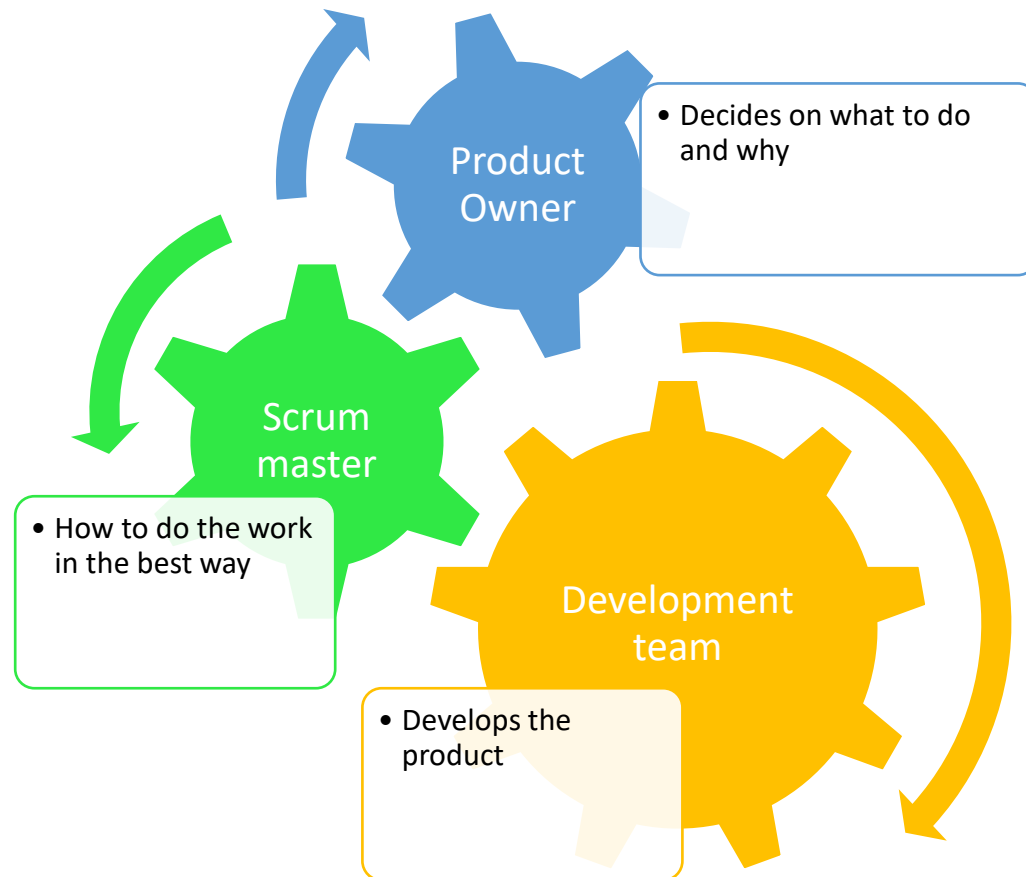 Product
Owner
• Decides on what to do
and why
Scrum
master
• How to do the work
in the best way
Development
team
• Develops the
product